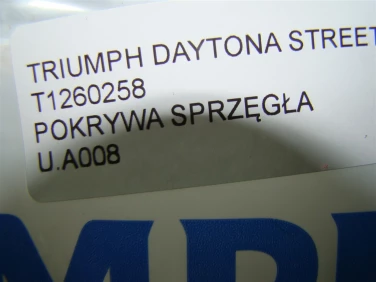 TRIUMPH DAYTONA STREET
T1260258
POKRYWA SPRZĘGŁA
U.A008